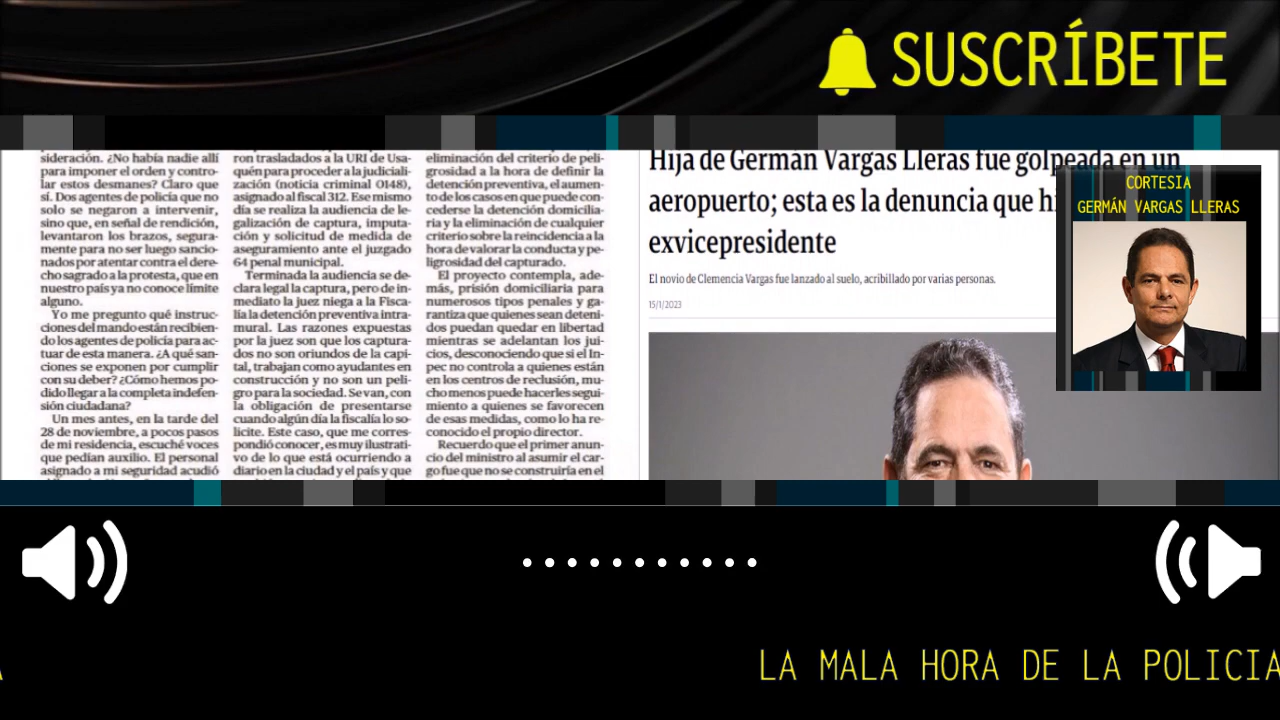 SUSCRÍBETE
sideración. ¿No había nadie allí
para imponer el orden y contro-
lar estos desmanes? Claro que
sí. Dos agentes de policía que no
solo se negaron a intervenir,
sino que, en señal de rendición,
levantaron los brazos, segura-
mente para no ser luego sancio-
nados por atentar contra el dere-
cho sagrado a la protesta, que en
nuestro país ya no conoce límite
alguno.
Yo me pregunto qué instruc-
ciones del mando están recibien-
do los agentes de policía para ac-
tuar de esta manera. ¿A qué san-
ciones se exponen por cumplir
con su deber? ¿Cómo hemos po-
dido llegar a la completa indefen-
sión ciudadana?
Un mes antes, en la tarde del
28 de noviembre, a pocos pasos
de mi residencia, escuché voces
que pedían auxilio. El personal
asignado a mi seguridad acudió
ron trasladados a la URI de Usa-
quén para proceder a la judiciali-
zación (noticia criminal 0148),
asignado al fiscal 312. Ese mismo
día se realiza la audiencia de le-
galización de captura, imputa-
ción y solicitud de medida de
aseguramiento ante el juzgado
64 penal municipal.
Terminada la audiencia se de-
clara legal la captura, pero de in-
mediato la juez niega a la Fisca-
lía la detención preventiva intra-
mural. Las razones expuestas
por la juez son que los captura-
dos no son oriundos de la capi-
tal, trabajan como ayudantes en
construcción y no son un peli-
gro para la sociedad. Se van, con
la obligación de presentarse
cuando algún día la fiscalía lo so-
licite. Este caso, que me corres-
pondió conocer, es muy ilustrati-
vo de lo que está ocurriendo a
diario en la ciudad y el país y que
eliminación del criterio de peli-
grosidad a la hora de definir la
detención preventiva, el aumen-
to de los casos en que puede con-
cederse la detención domicilia-
ria y la eliminación de cualquier
criterio sobre la reincidencia a la
hora de valorar la conducta y pe-
ligrosidad del capturado.
El proyecto contempla, ade-
más, prisión domiciliaria para
numerosos tipos penales y ga-
rantiza que quienes sean deteni-
dos puedan quedar en libertad
mientras se adelantan los jui-
cios, desconociendo que si el In-
pec no controla a quienes están
en los centros de reclusión, mu-
cho menos puede hacerles segui-
miento a quienes se favorecen
de esas medidas, como lo ha re-
conocido el propio director.
Recuerdo que el primer anun-
cio del ministro al asumir el car-
go fue que no se construiría en el
Hija de Germán Vargas Lleras fue golpeada en un
aeropuerto; esta es la denuncia que hi
exvicepresidente
El novio de Clemencia Vargas fue lanzado al suelo, acribillado por varias personas.
15/1/2023
CORTESIA
GERMÁN VARGAS LLERAS
LA MALA HORA DE LA POLICIA